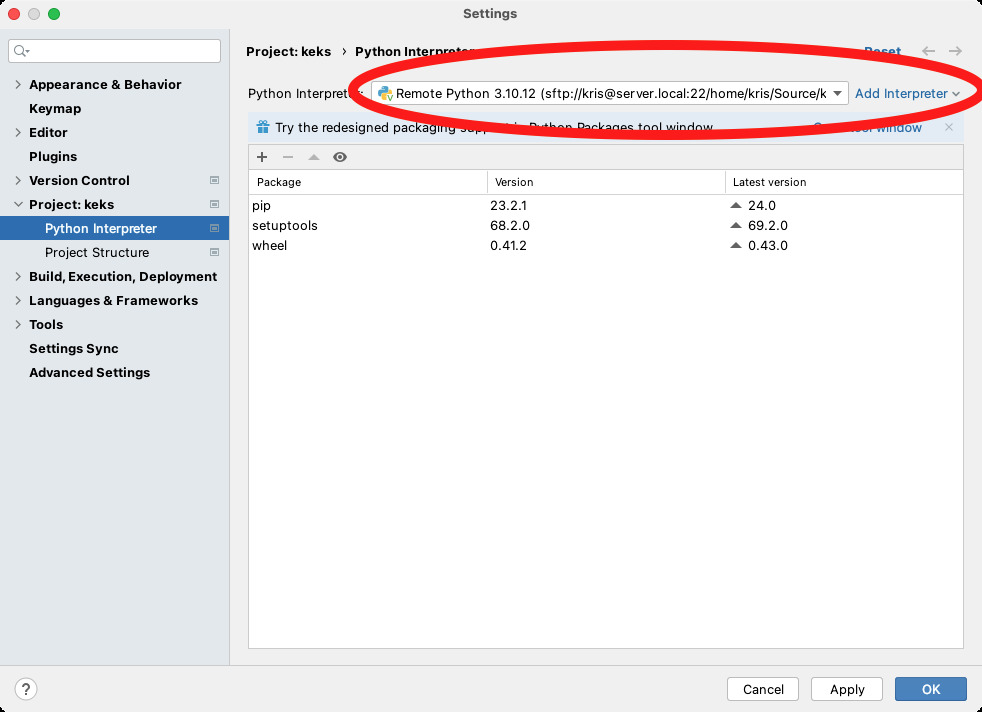 Settings
Project: keks › Python Interpreter
Reset
Appearance & Behavior
Keymap
Editor
Plugins
Version Control
Project: keks
Python Interpreter
Project Structure
Build, Execution, Deployment
Languages & Frameworks
Tools
Settings Sync
Advanced Settings
Python Interpreter: Remote Python 3.10.12 (sftp://kris@server.local:22/home/kris/Source/k Add Interpreter
Try the redesigned packaging support in Python Packages tool window. tool window
Package Version Latest version
pip 23.2.1 24.0
setuptools 68.2.0 69.2.0
wheel 0.41.2 0.43.0
? Cancel Apply OK